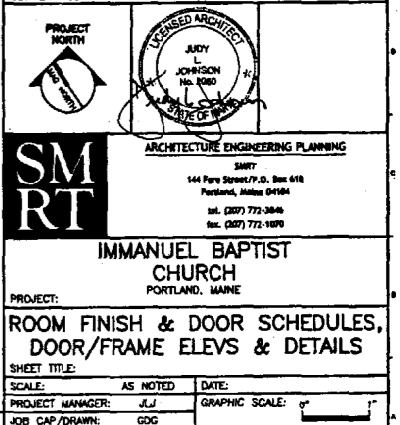 PROJECT
NORTH
MAG NORTH
LICENSED ARCHITECT
JUDY
L.
JOHNSON
No. 2080
STATE OF MAINE
SM
RT
ARCHITECTURE ENGINEERING PLANNING
SMRT
144 Fore Street/P.O. Box 618
Portland, Maine 04104
tel. (207) 772-3846
fax. (207) 772-1070
IMMANUEL BAPTIST
CHURCH
PORTLAND, MAINE
PROJECT:
ROOM FINISH & DOOR SCHEDULES,
DOOR/FRAME ELEVS & DETAILS
SHEET TITLE:
SCALE: AS NOTED DATE:
PROJECT MANAGER: JLJ GRAPHIC SCALE: 0" 1"
JOB CAP/DRAWN: GDG